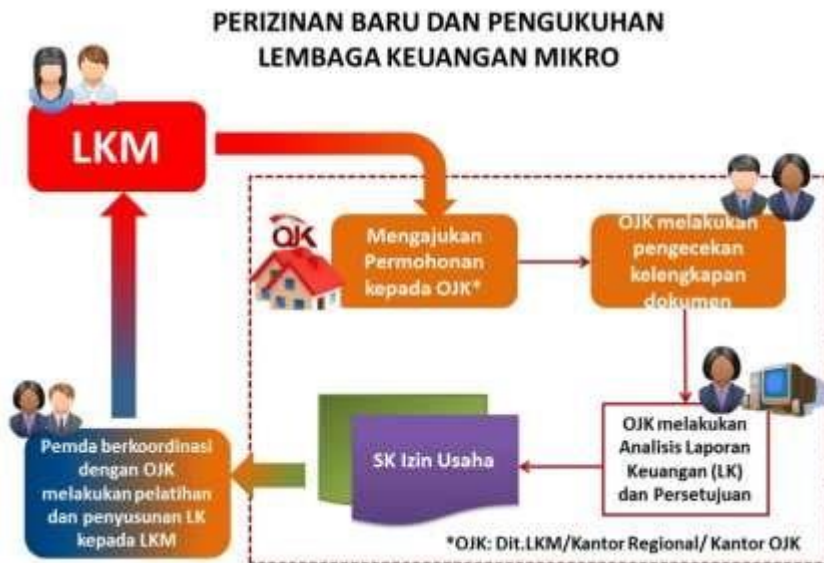 PERIZINAN BARU DAN PENGUKUHAN
LEMBAGA KEUANGAN MIKRO
LKM
OJK
Mengajukan
Permohonan
kepada OJK*
OJK melakukan
pengecekan
kelengkapan
dokumen
OJK melakukan
Analisis Laporan
Keuangan (LK)
dan Persetujuan
SK Izin Usaha
Pemda berkoordinasi
dengan OJK
melakukan pelatihan
dan penyusunan LK
kepada LKM
*OJK: Dit.LKM/Kantor Regional/ Kantor OJK